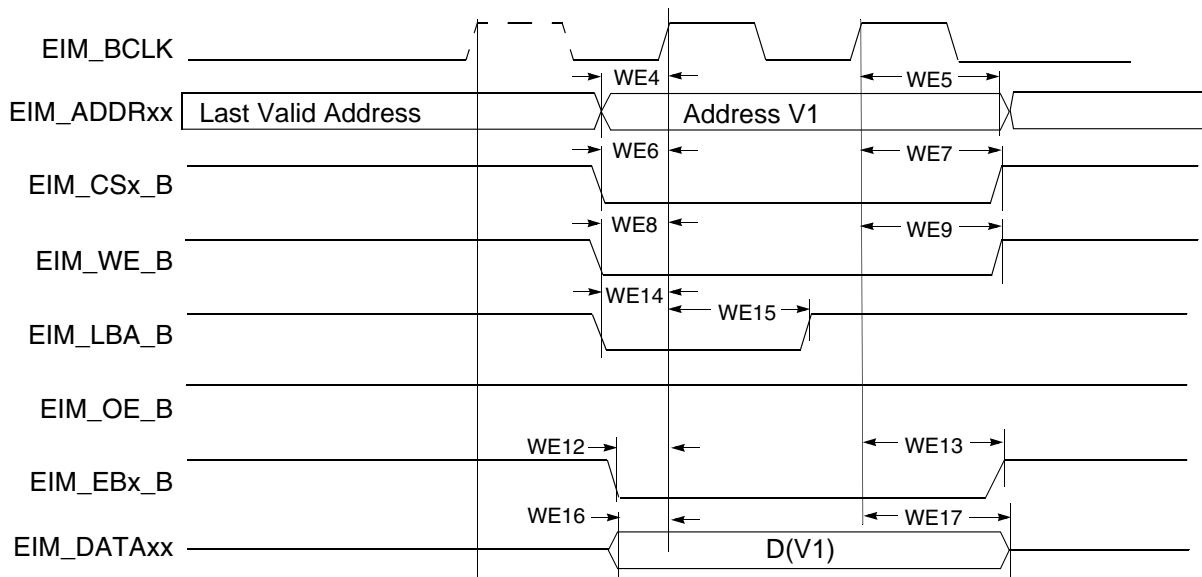 EIM_BCLK
WE4
WE5
EIM_ADDRxx
Last Valid Address
Address V1
WE6
WE7
EIM_CSx_B
WE8
WE9
EIM_WE_B
WE14
WE15
EIM_LBA_B
EIM_OE_B
WE12
WE13
EIM_EBx_B
WE16
WE17
EIM_DATAxx
D(V1)